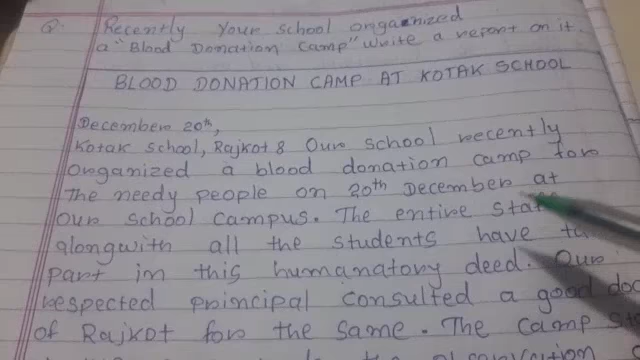 Q. Recently your school ongaenized
a "Blood Donation Camp" write a report on it.
BLOOD DONATION CAMP AT KOTAK SCHOOL
December 20th,
Kotak School, Rajkot : Our school recently
organized a blood donation camp for
the needy people on 20th December at
our school campus. The entire
alongwith all the students have
part in this humanatory deed. Our
respected principal consulted a good
of Rajkot for the same. The camp